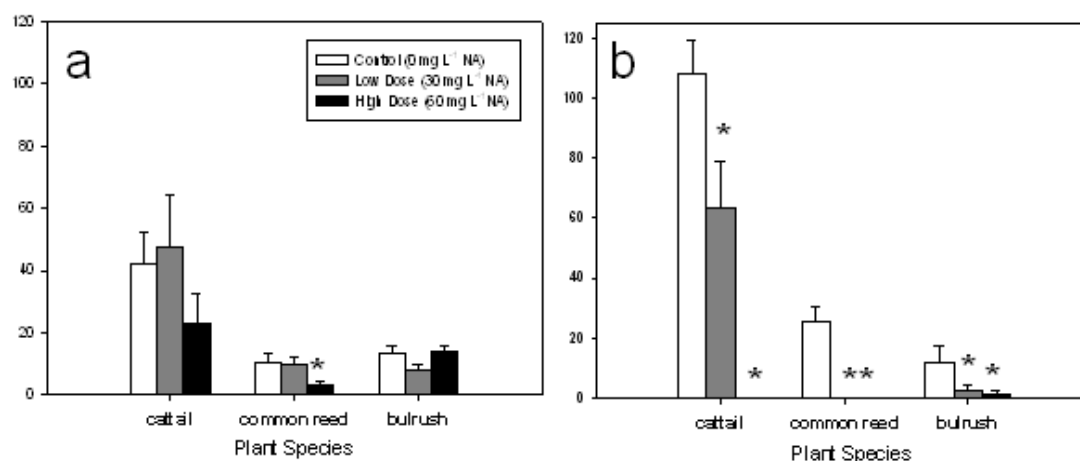 120
100
80
60
40
20
0
a
Control (0 mg L⁻¹ NA)
Low Dose (30 mg L⁻¹ NA)
High Dose (60 mg L⁻¹ NA)
*
cattail common reed bulrush
Plant Species
120
100
80
60
40
20
0
b
*
*
* *
* *
cattail common reed bulrush
Plant Species